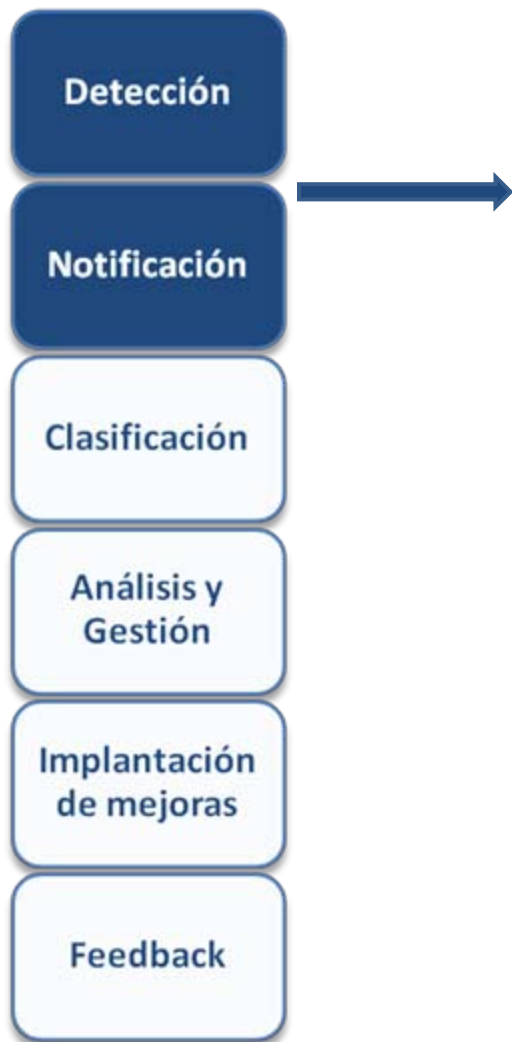 Detección
Notificación
Clasificación
Análisis y
Gestión
Implantación
de mejoras
Feedback